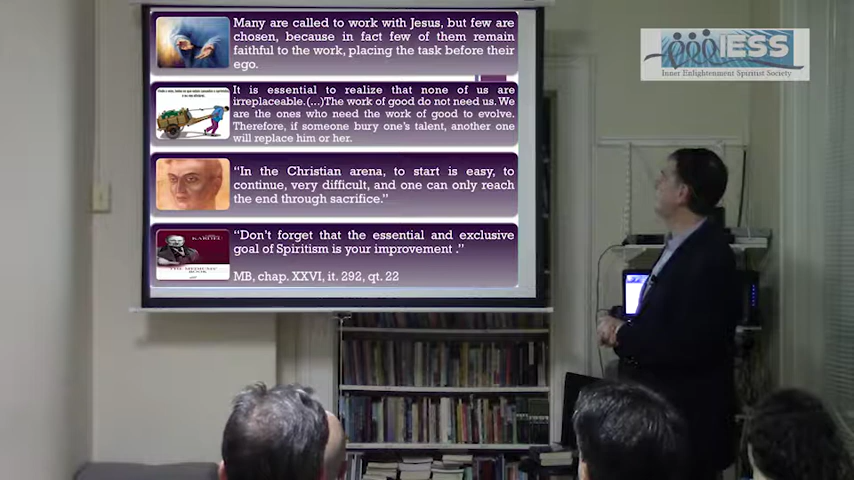 IESS
Inner Enlightenment Spiritist Society
Many are called to work with Jesus, but few are
chosen, because in fact few of them remain
faithful to the work, placing the task before their
ego.
It is essential to realize that none of us are
irreplaceable.(...)The work of good do not need us. We
are the ones who need the work of good to evolve.
Therefore, if someone bury one's talent, another one
will replace him or her.
"In the Christian arena, to start is easy, to
continue, very difficult, and one can only reach
the end through sacrifice."
KARDEC
"Don't forget that the essential and exclusive
goal of Spiritism is your improvement ."
MB, chap. XXVI, it. 292, qt. 22